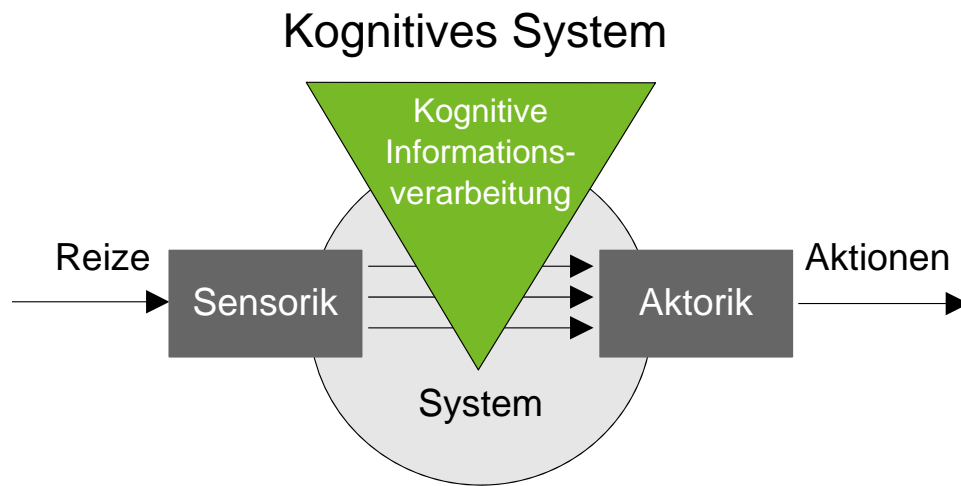 Kognitives System
Kognitive
Informations-
verarbeitung
Reize
Aktionen
Sensorik
Aktorik
System